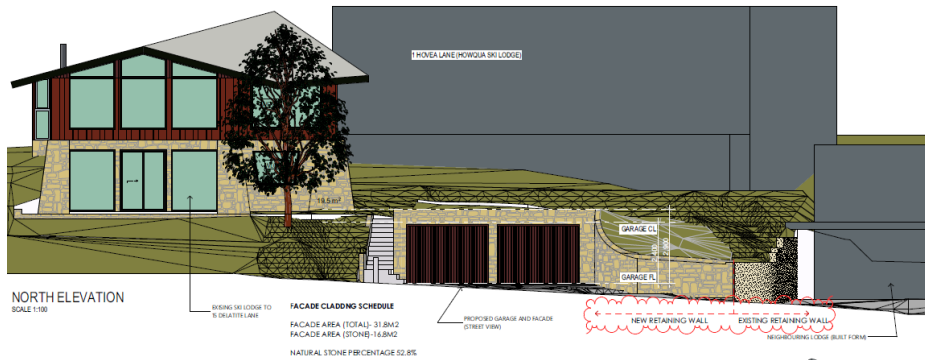 1 HOVEA LANE (HOWQUA SKI LODGE)
19.5 m²
GARAGE CL
GARAGE FL
NORTH ELEVATION
SCALE 1:100
EXISING SKI LODGE TO
15 DELATITE LANE
FACADE CLADDNG SCHEDULE
FACADE AREA (TOTAL)- 31.8M2
FACADE AREA (STONE)-16.8M2
NATURAL STONE PERCENTAGE 52.8%
PROPOSED GARAGE AND FACADE
(STREET VIEW)
NEW RETAINING WALL
EXISTING RETAINING WALL
NEIGHBOURING LODGE (BUILT FORM)